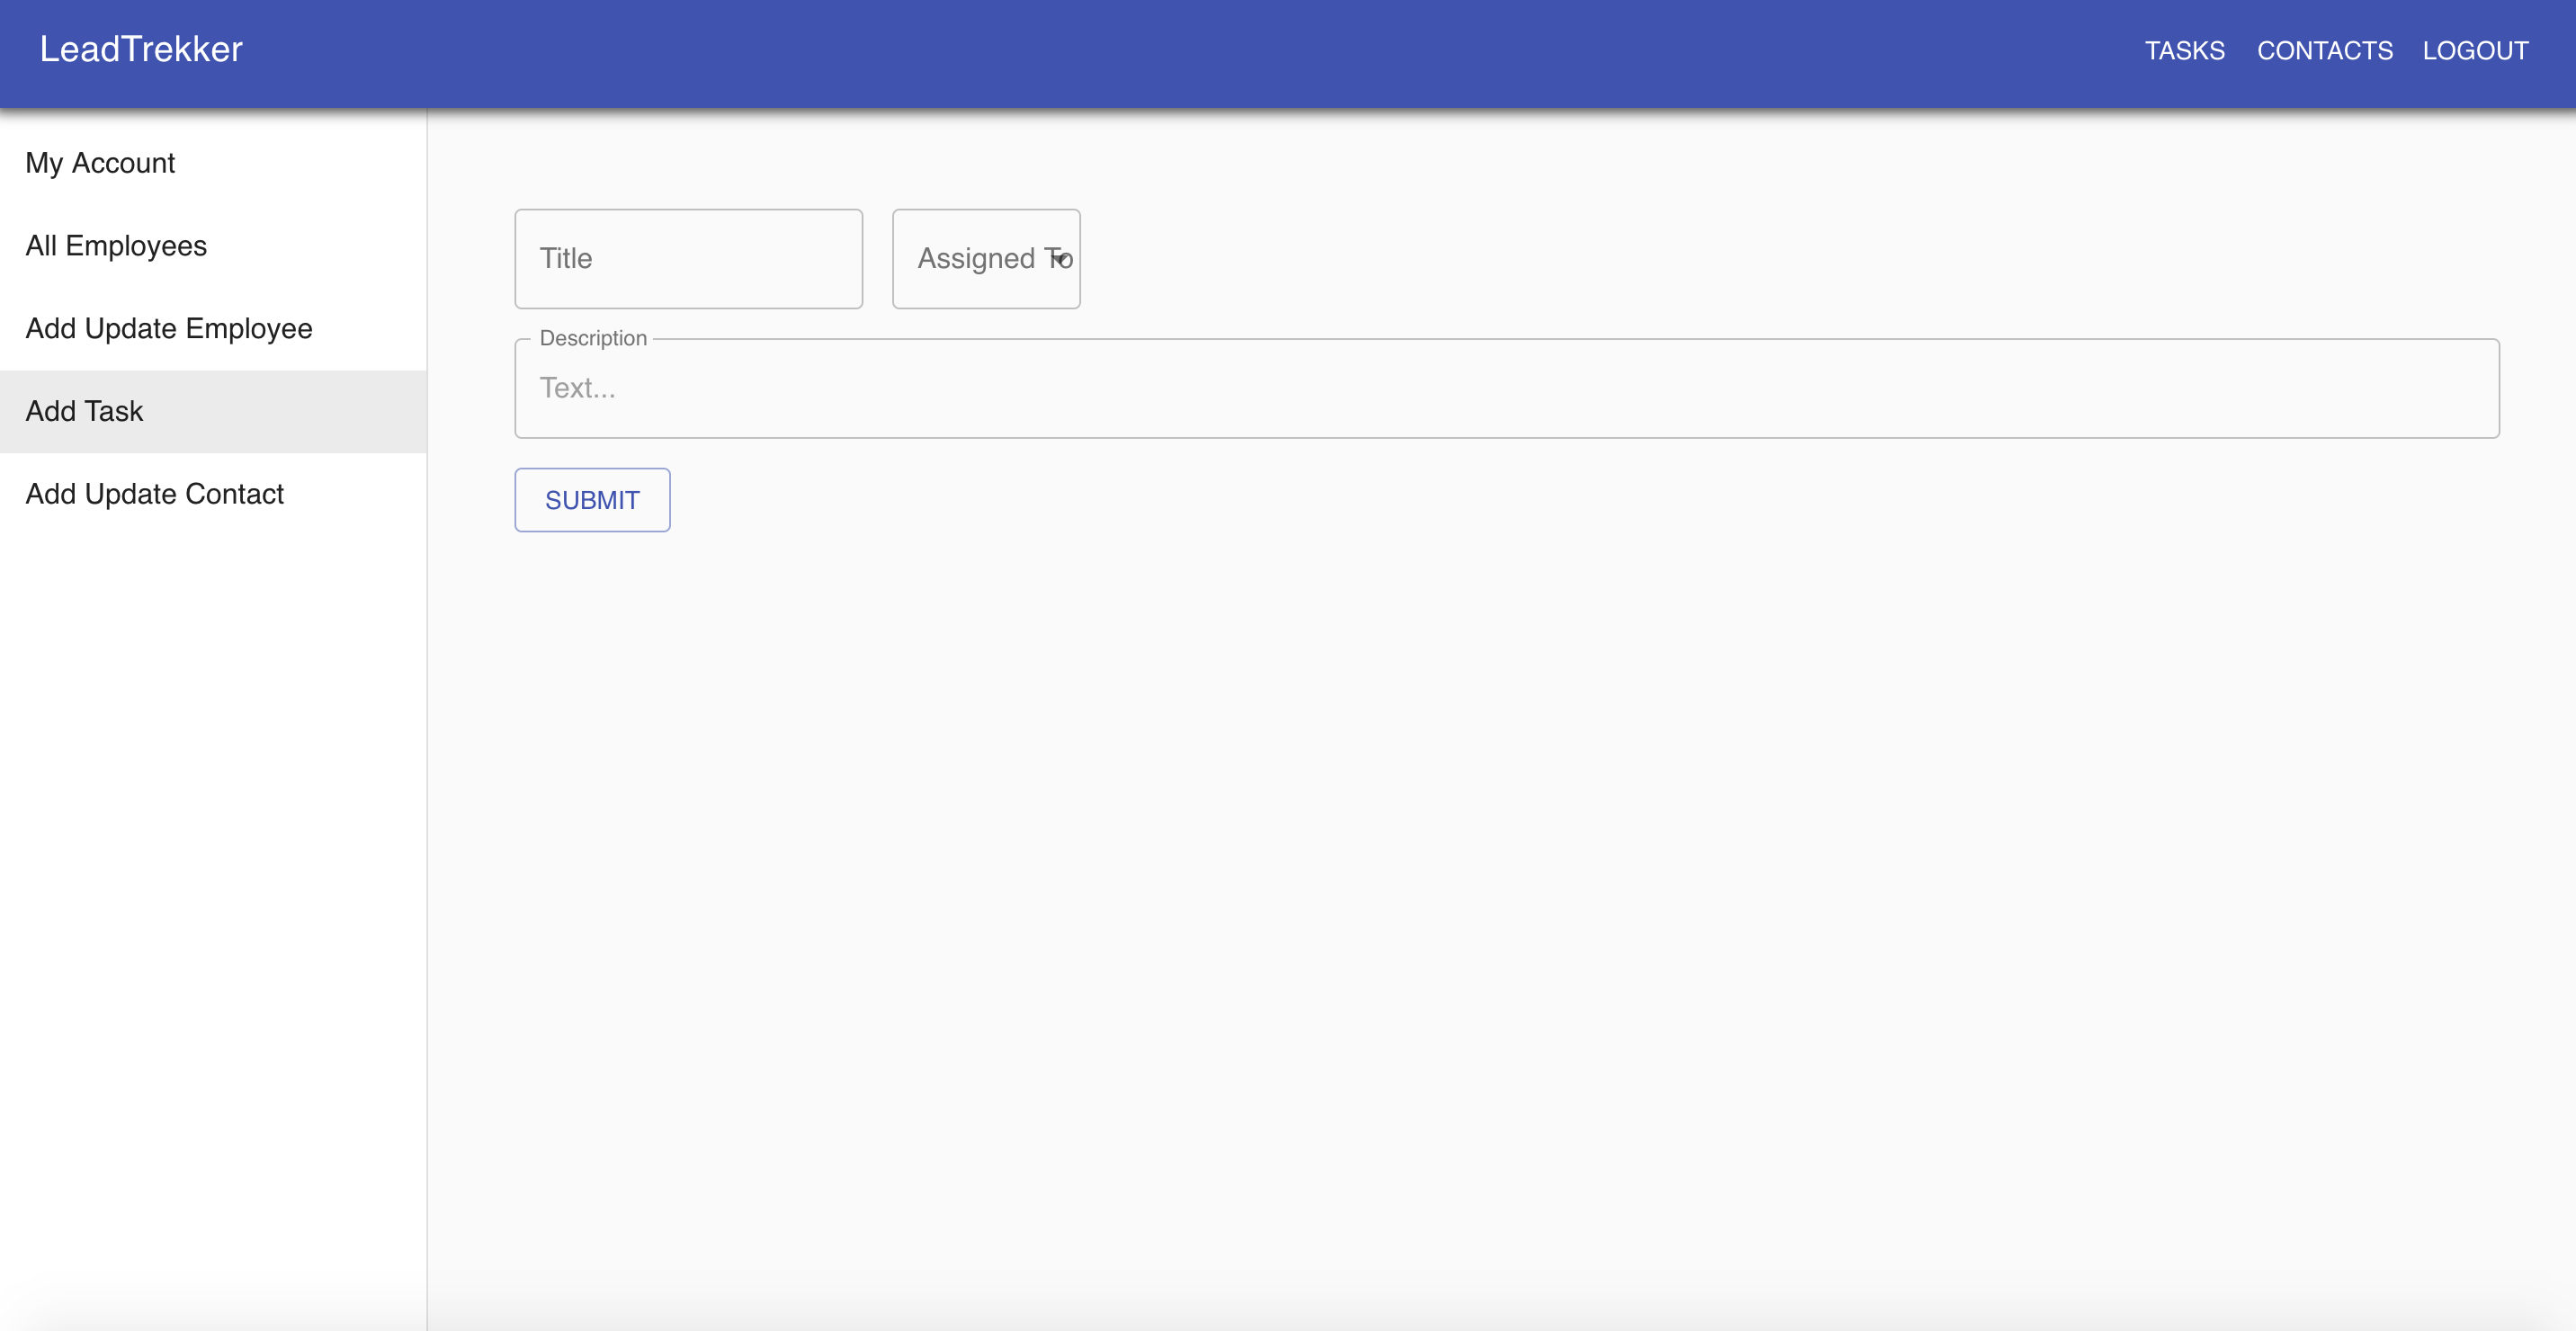 LeadTrekker
TASKS CONTACTS LOGOUT
My Account
All Employees
Add Update Employee
Add Task
Add Update Contact
Title
Assigned To
Description
Text...
SUBMIT